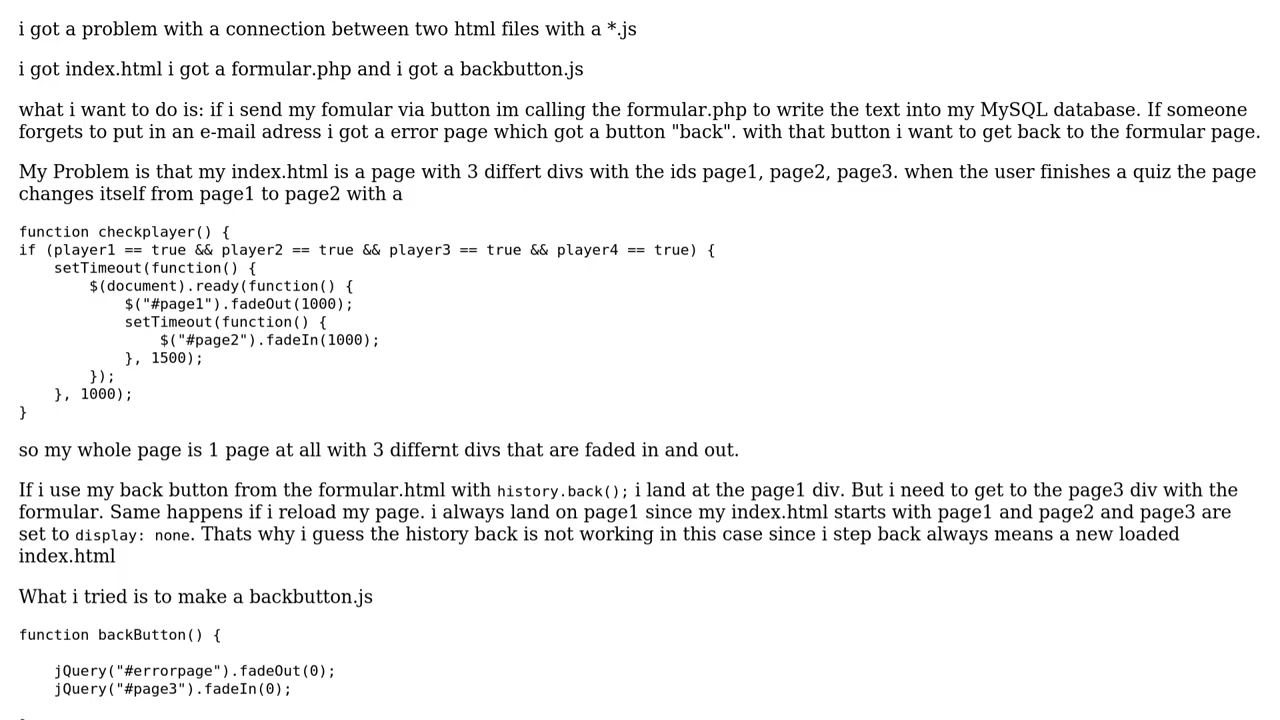 i got a problem with a connection between two html files with a *.js
i got index.html i got a formular.php and i got a backbutton.js
what i want to do is: if i send my fomular via button im calling the formular.php to write the text into my MySQL database. If someone
forgets to put in an e-mail adress i got a error page which got a button "back". with that button i want to get back to the formular page.
My Problem is that my index.html is a page with 3 differt divs with the ids page1, page2, page3. when the user finishes a quiz the page
changes itself from page1 to page2 with a
function checkplayer() {
if (player1 == true && player2 == true && player3 == true && player4 == true) {
    setTimeout(function() {
        $(document).ready(function() {
            $("#page1").fadeOut(1000);
            setTimeout(function() {
                $("#page2").fadeIn(1000);
            }, 1500);
        });
    }, 1000);
}
so my whole page is 1 page at all with 3 differnt divs that are faded in and out.
If i use my back button from the formular.html with history.back(); i land at the page1 div. But i need to get to the page3 div with the
formular. Same happens if i reload my page. i always land on page1 since my index.html starts with page1 and page2 and page3 are
set to display: none. Thats why i guess the history back is not working in this case since i step back always means a new loaded
index.html
What i tried is to make a backbutton.js
function backButton() {
    jQuery("#errorpage").fadeOut(0);
    jQuery("#page3").fadeIn(0);